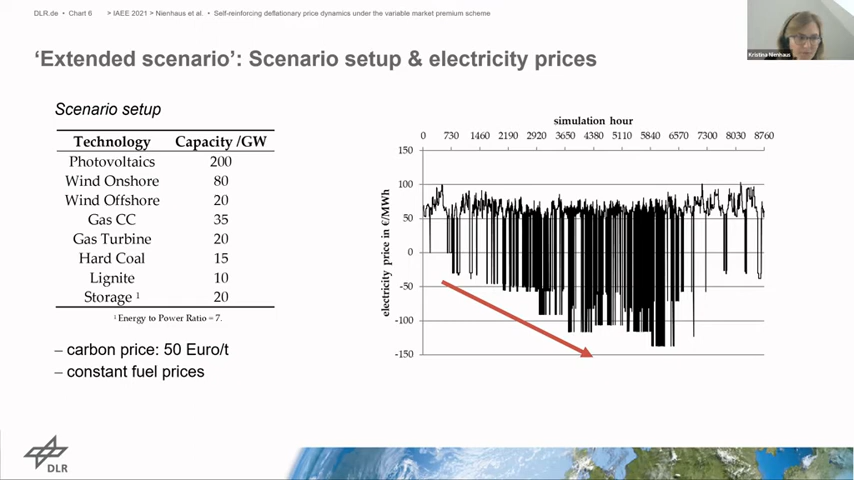 DLR.de • Chart 6 > IAEE 2021 > Nienhaus et al. • Self-reinforcing deflationary price dynamics under the variable market premium scheme
Kristina Nienhaus
‘Extended scenario’: Scenario setup & electricity prices
Scenario setup
Technology Capacity /GW
Photovoltaics 200
Wind Onshore 80
Wind Offshore 20
Gas CC 35
Gas Turbine 20
Hard Coal 15
Lignite 10
Storage ¹ 20
¹ Energy to Power Ratio = 7.
– carbon price: 50 Euro/t
– constant fuel prices
simulation hour
0 730 1460 2190 2920 3650 4380 5110 5840 6570 7300 8030 8760
electricity price in €/MWh
150
100
50
0
-50
-100
-150
DLR